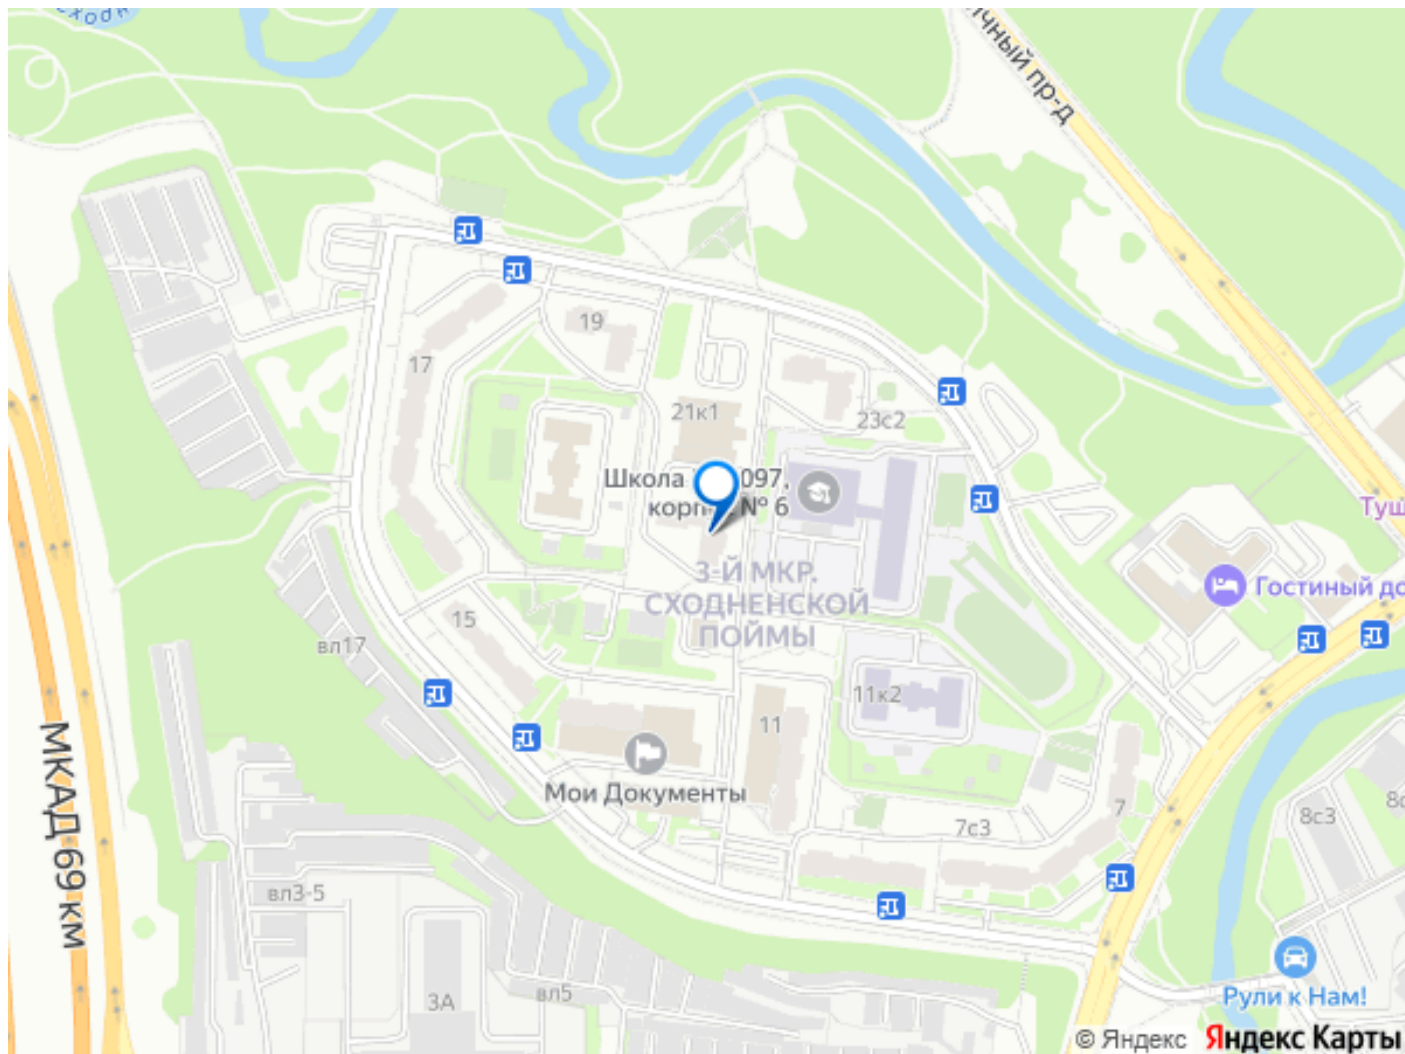 чный пр-д
19
17
21к1
23с2
Школа 097,
корп № 6
Туш
3-Й МКР.
СХОДНЕНСКОЙ
ПОЙМЫ
Гостиный до
15
вл17
11к2
11
МКАД 69 км
Мои Документы
7
7с3
8с3
8с
вл3-5
вл5
3А
Рули к Нам!
© Яндекс Яндекс Карты